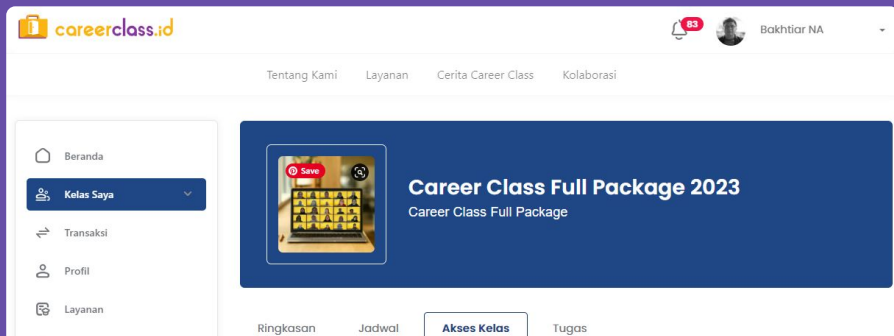 careerclass.id
83
Bakhtiar NA
Tentang Kami Layanan Cerita Career Class Kolaborasi
Beranda
Kelas Saya
Transaksi
Profil
Layanan
Save
Career Class Full Package 2023
Career Class Full Package
Ringkasan Jadwal Akses Kelas Tugas